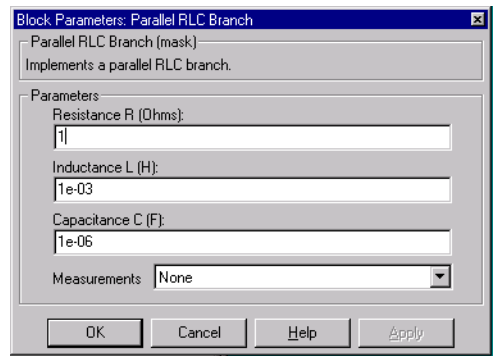 Block Parameters: Parallel RLC Branch
Parallel RLC Branch (mask)
Implements a parallel RLC branch.
Parameters
Resistance R (Ohms):
1
Inductance L (H):
1e-03
Capacitance C (F):
1e-06
Measurements None
OK Cancel Help Apply